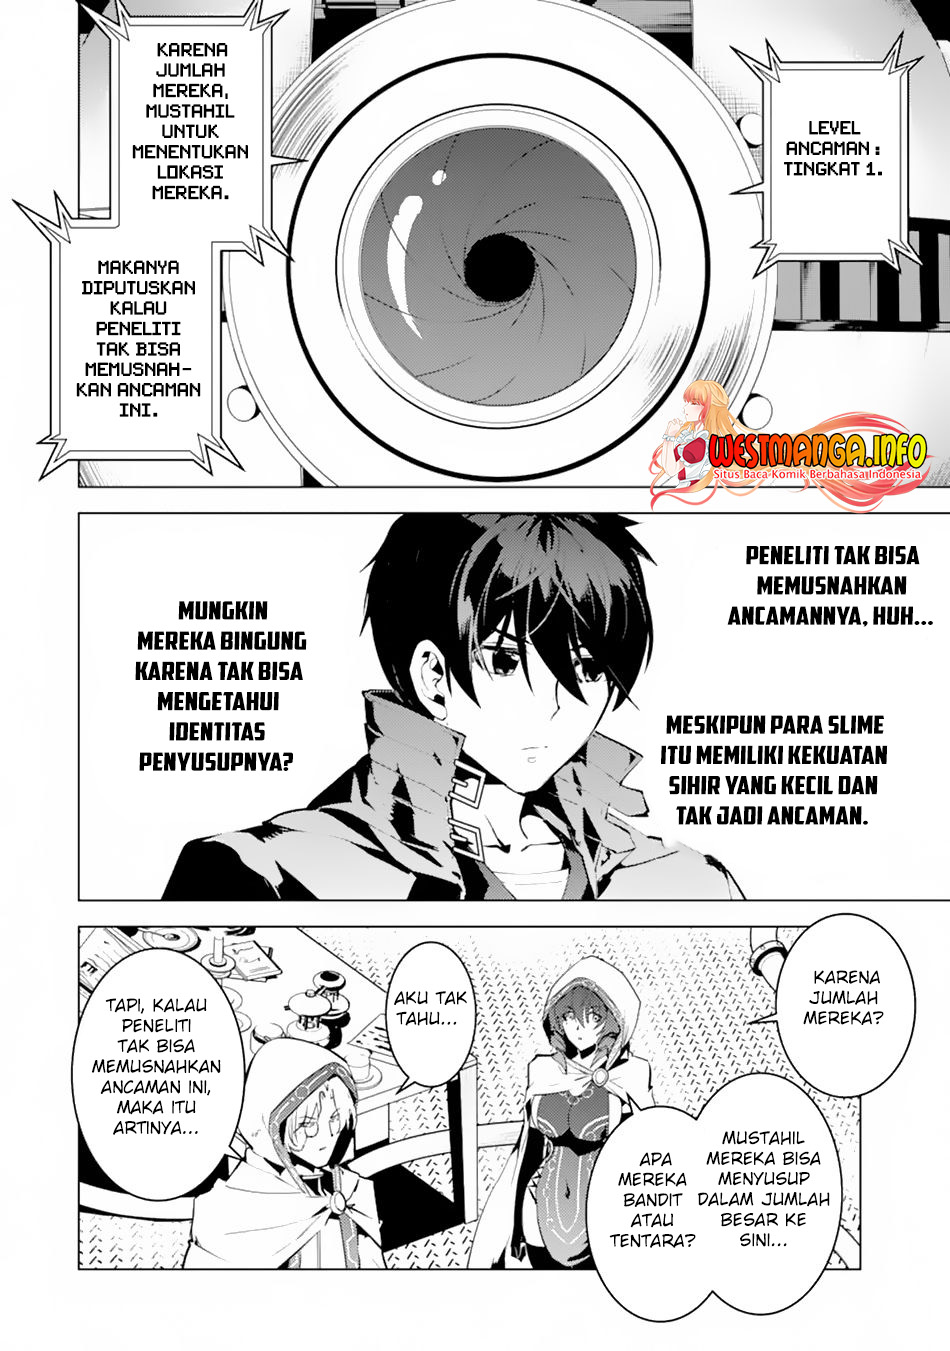 LEVEL
ANCAMAN :
TINGKAT 1.
KARENA
JUMLAH
MEREKA,
MUSTAHIL
UNTUK
MENENTUKAN
LOKASI
MEREKA.
MAKANYA
DIPUTUSKAN
KALAU
PENELITI
TAK BISA
MEMUSNAH-
KAN ANCAMAN
INI.
WESTMANGA.INFO
Situs Baca Komik Berbahasa Indonesia
PENELITI TAK BISA
MEMUSNAHKAN
ANCAMANNYA, HUH...
MESKIPUN PARA SLIME
ITU MEMILIKI KEKUATAN
SIHIR YANG KECIL DAN
TAK JADI ANCAMAN.
MUNGKIN
MEREKA BINGUNG
KARENA TAK BISA
MENGETAHUI
IDENTITAS
PENYUSUPNYA?
KARENA
JUMLAH
MEREKA?
MUSTAHIL
MEREKA BISA
MENYUSUP
DALAM JUMLAH
BESAR KE
SINI...
APA
MEREKA
BANDIT
ATAU
TENTARA?
AKU TAK
TAHU...
TAPI, KALAU
PENELITI
TAK BISA
MEMUSNAHKAN
ANCAMAN INI,
MAKA ITU
ARTINYA...